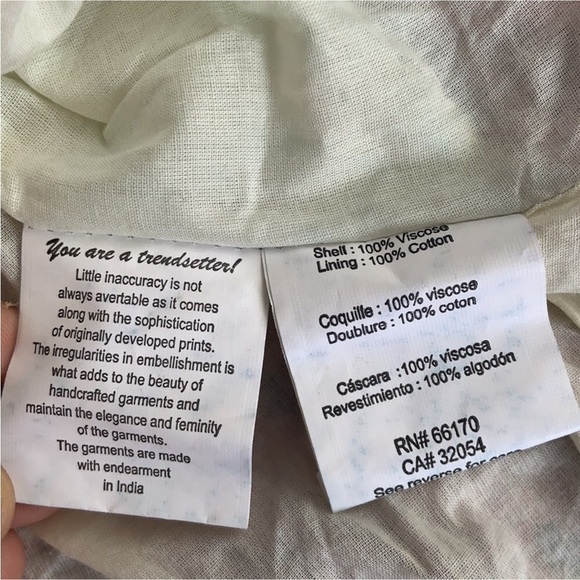 You are a trendsetter!
Little inaccuracy is not
always avertable as it comes
along with the sophistication
of originally developed prints.
The irregularities in embellishment is
what adds to the beauty of
handcrafted garments and
maintain the elegance and feminity
of the garments.
The garments are made
with endearment
in India
Shell : 100% Viscose
Lining : 100% Cotton
Coquille : 100% viscose
Doublure : 100% coton
Cáscara :100% viscosa
Revestimiento : 100% algodón
RN# 66170
CA# 32054
See reverse for care